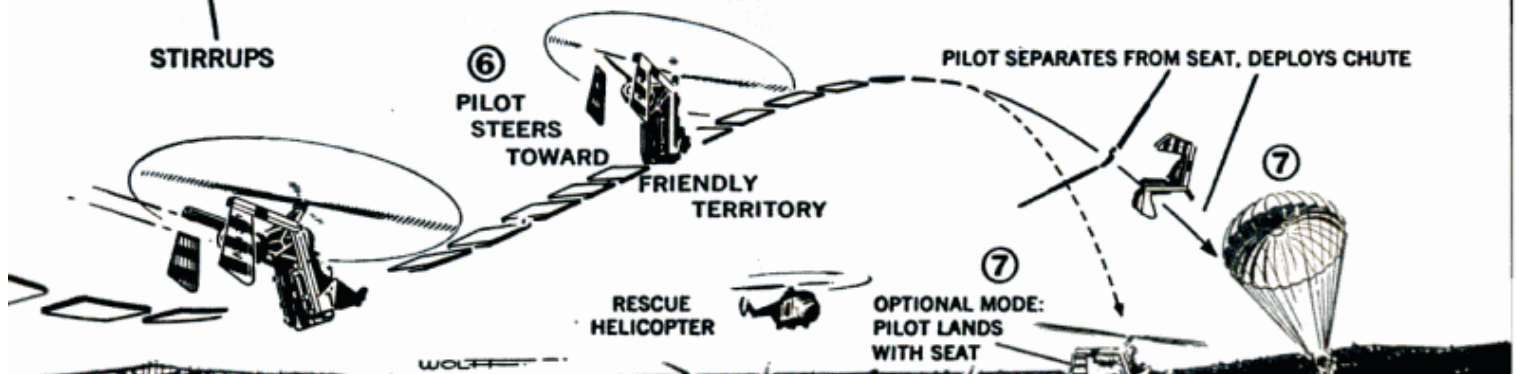 STIRRUPS
6
PILOT
STEERS
TOWARD
FRIENDLY
TERRITORY
PILOT SEPARATES FROM SEAT, DEPLOYS CHUTE
7
RESCUE
HELICOPTER
7
OPTIONAL MODE:
PILOT LANDS
WITH SEAT